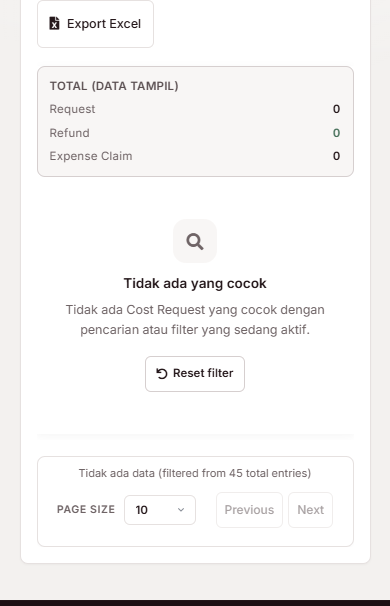 Export Excel
TOTAL (DATA TAMPIL)
Request 0
Refund 0
Expense Claim 0
Tidak ada yang cocok
Tidak ada Cost Request yang cocok dengan
pencarian atau filter yang sedang aktif.
Reset filter
Tidak ada data (filtered from 45 total entries)
PAGE SIZE 10 Previous Next